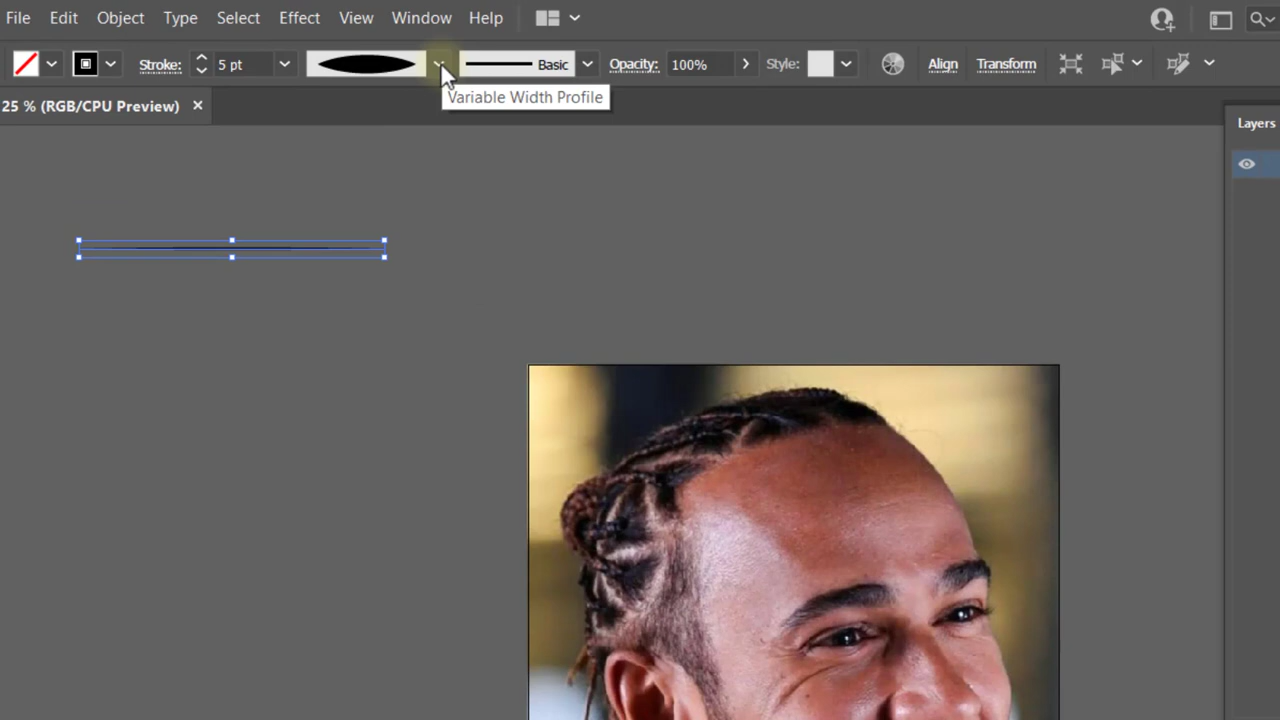 File Edit Object Type Select Effect View Window Help
Stroke: 5 pt Basic Opacity: 100% Style: Align Transform
Variable Width Profile
25 % (RGB/CPU Preview) ×
Layers